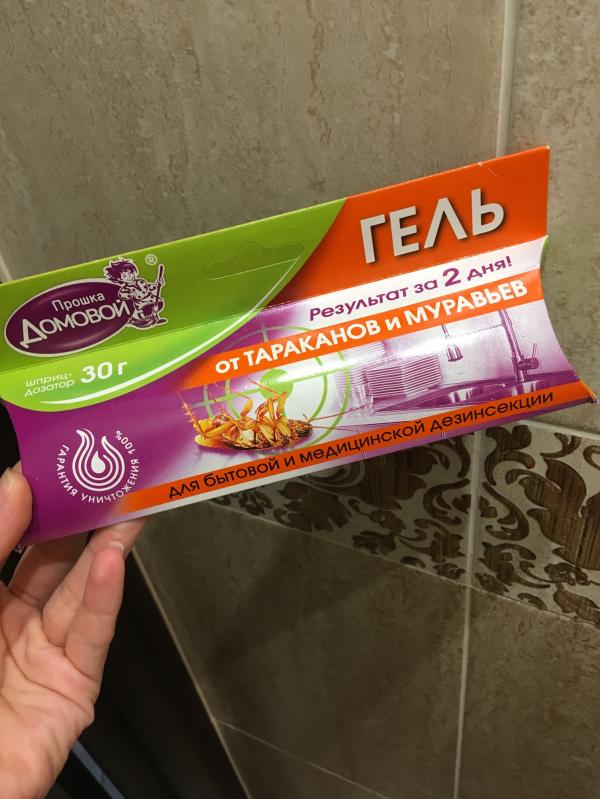 Прошка
Домовой
®
шприц-
дозатор 30 г
ГЕЛЬ
Результат за 2 дня!
от ТАРАКАНОВ и МУРАВЬЕВ
ГАРАНТИЯ УНИЧТОЖЕНИЯ 100%
для бытовой и медицинской дезинсекции